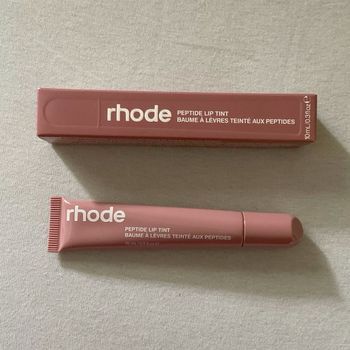 rhode
PEPTIDE LIP TINT
BAUME À LÈVRES TEINTÉ AUX PEPTIDES
10mL/0.3fl oz ℮
rhode
PEPTIDE LIP TINT
BAUME À LÈVRES TEINTÉ AUX PEPTIDES